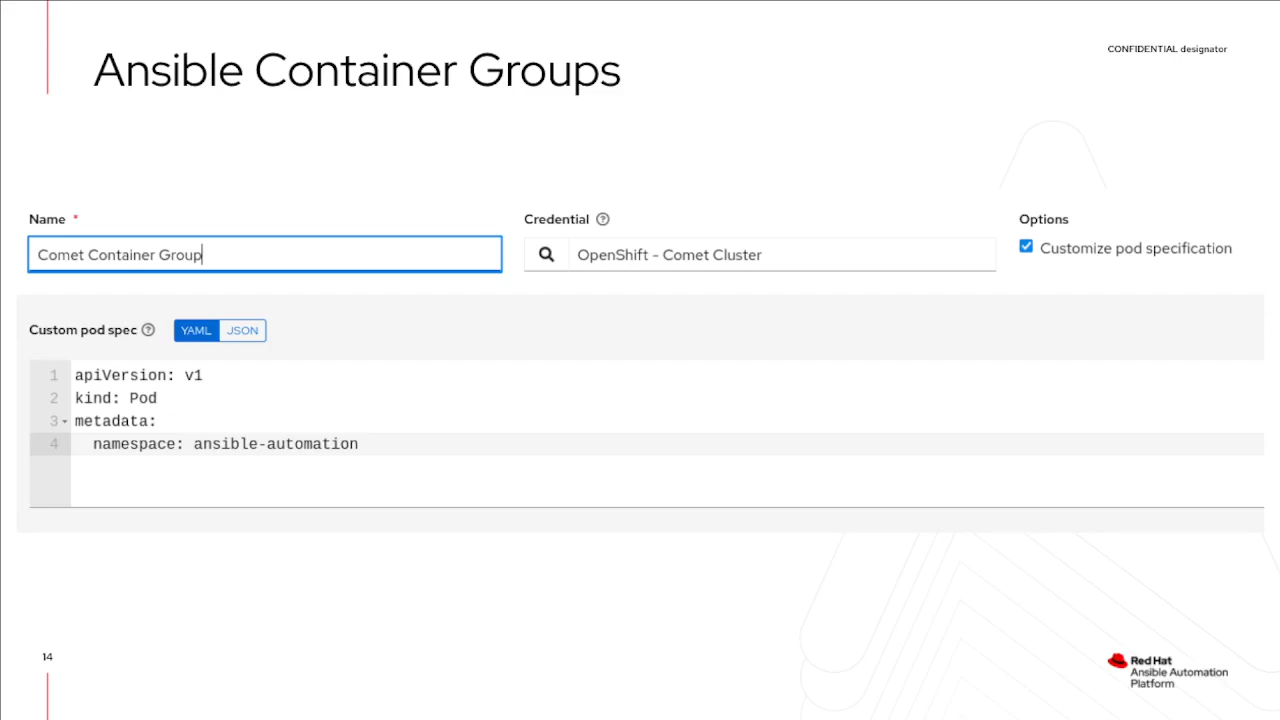 CONFIDENTIAL designator
Ansible Container Groups
Name *
Credential
Options
Comet Container Group
OpenShift - Comet Cluster
Customize pod specification
Custom pod spec
YAML
JSON
1 apiVersion: v1
2 kind: Pod
3 metadata:
4   namespace: ansible-automation
14
Red Hat
Ansible Automation
Platform